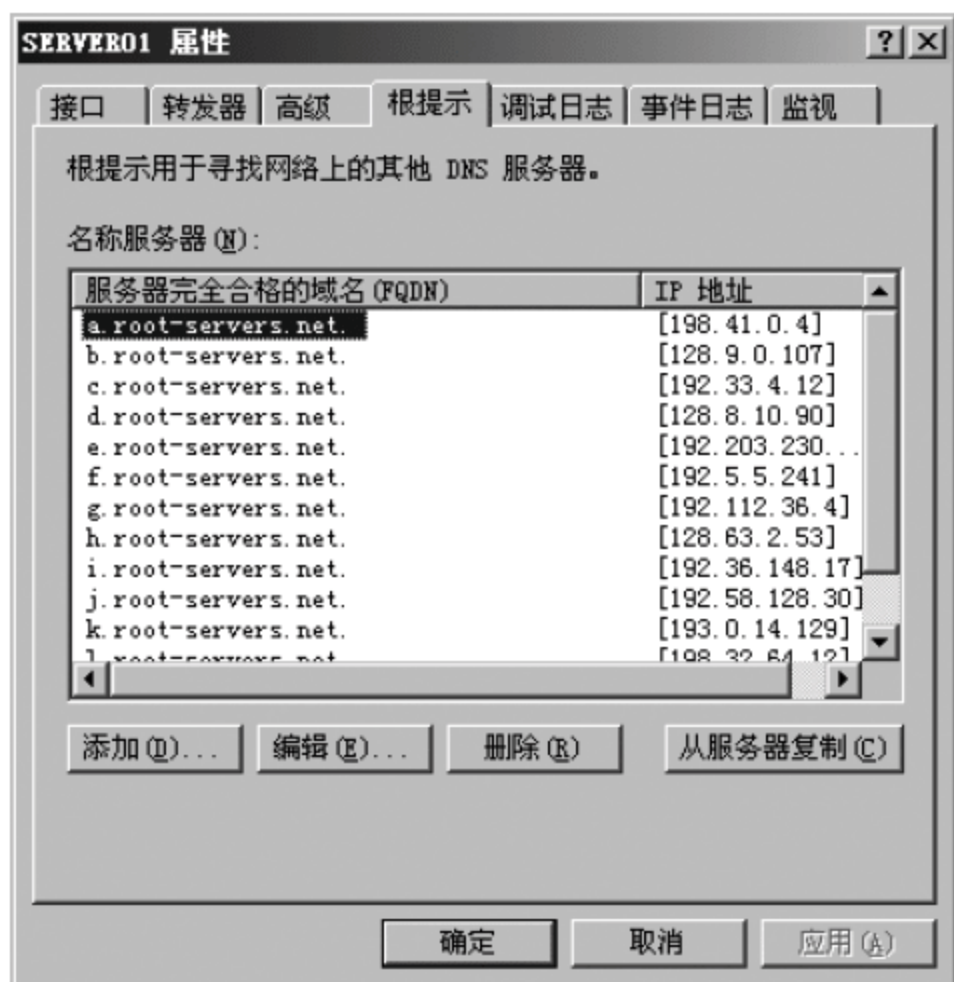 SERVER01 属性
接口 转发器 高级 根提示 调试日志 事件日志 监视
根提示用于寻找网络上的其他 DNS 服务器。
名称服务器(N):
服务器完全合格的域名(FQDN) IP 地址
a.root-servers.net. [198.41.0.4]
b.root-servers.net. [128.9.0.107]
c.root-servers.net. [192.33.4.12]
d.root-servers.net. [128.8.10.90]
e.root-servers.net. [192.203.230...
f.root-servers.net. [192.5.5.241]
g.root-servers.net. [192.112.36.4]
h.root-servers.net. [128.63.2.53]
i.root-servers.net. [192.36.148.17]
j.root-servers.net. [192.58.128.30]
k.root-servers.net. [193.0.14.129]
l.root-servers.net. [198.32.64.12]
添加(D)... 编辑(E)... 删除(R) 从服务器复制(C)
确定 取消 应用(A)